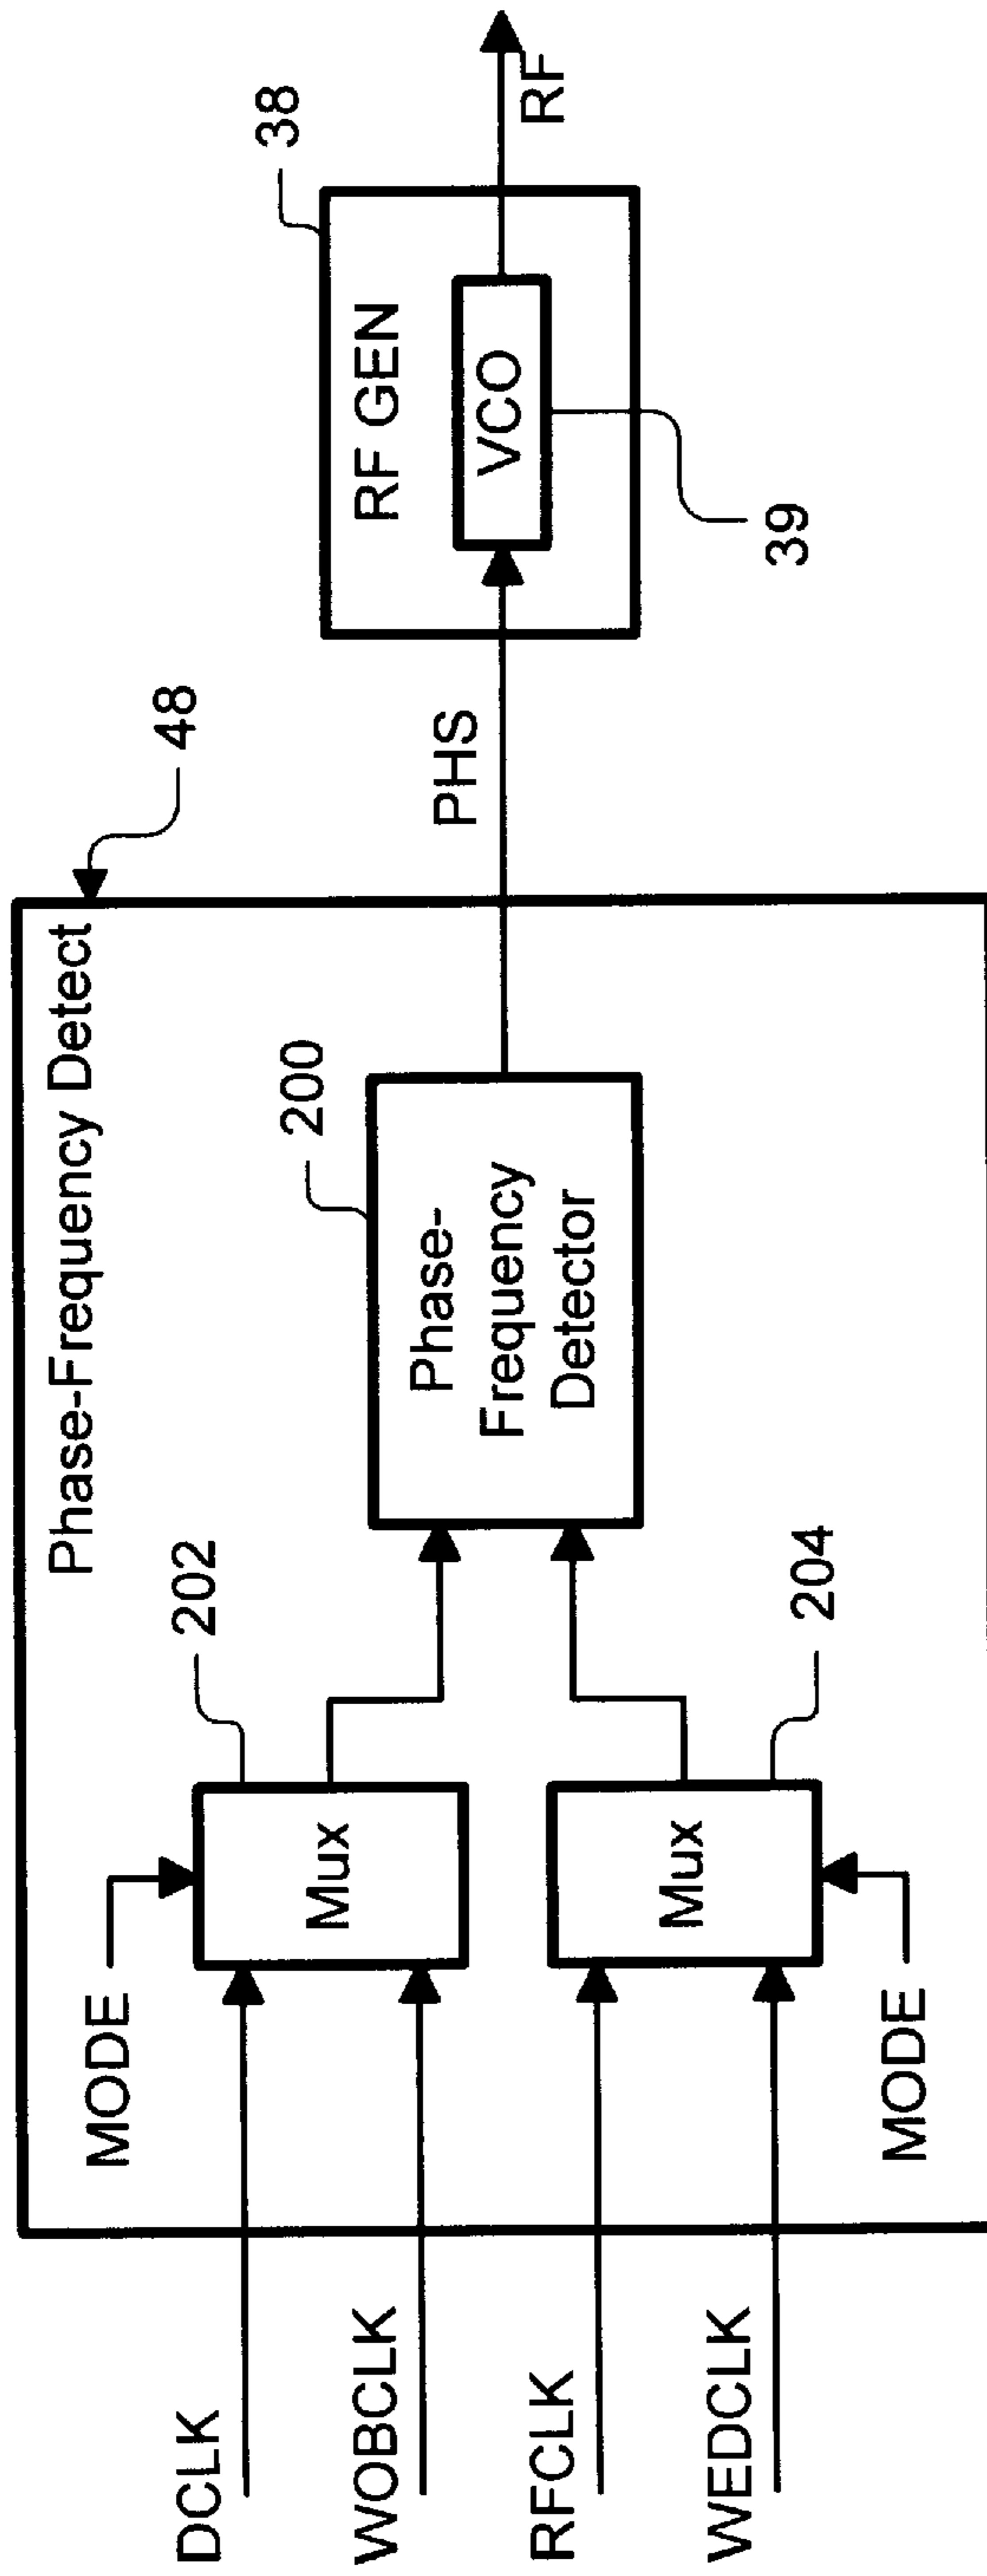 Phase-Frequency Detect
48
MODE
202
DCLK
Mux
WOBCLK
200
Phase-
Frequency
Detector
PHS
RF GEN
38
VCO
39
RF
RFCLK
Mux
WEDCLK
204
MODE